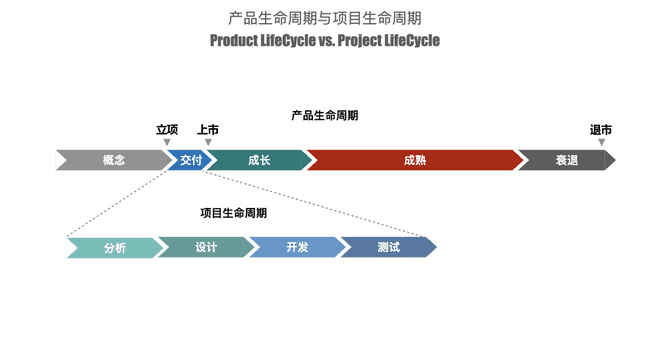 产品生命周期与项目生命周期
Product LifeCycle vs. Project LifeCycle
产品生命周期
立项 上市 退市
概念 交付 成长 成熟 衰退
项目生命周期
分析 设计 开发 测试